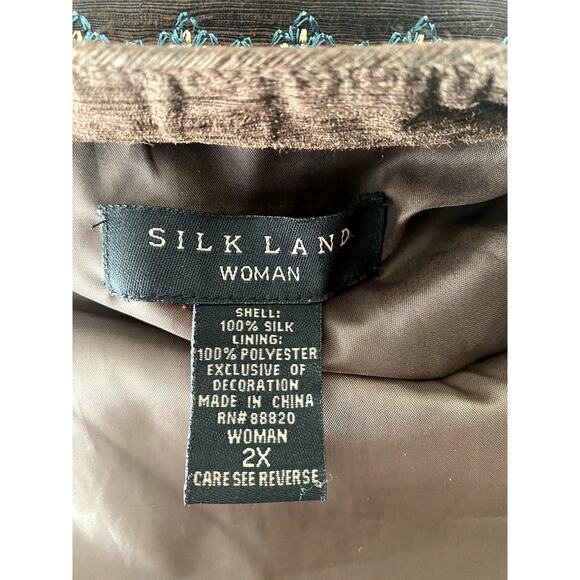 SILK LAND
WOMAN
SHELL:
100% SILK
LINING:
100% POLYESTER
EXCLUSIVE OF
DECORATION
MADE IN CHINA
RN#88820
WOMAN
2X
CARE SEE REVERSE